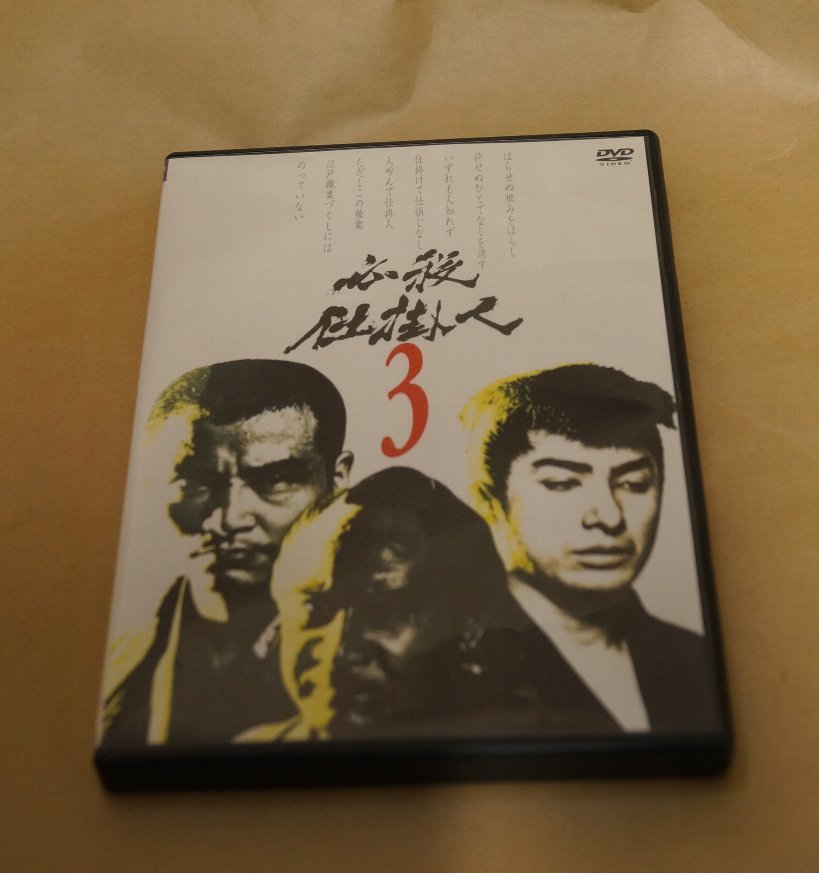 はらせぬ恨みをはらし
許せぬひとでなしを消す
いずれも人知れず
仕掛けて仕損じなし
人呼んで仕掛人
ただしこの稼業
江戸職業づくしには
のっていない
必殺
仕掛人
3
DVD
VIDEO